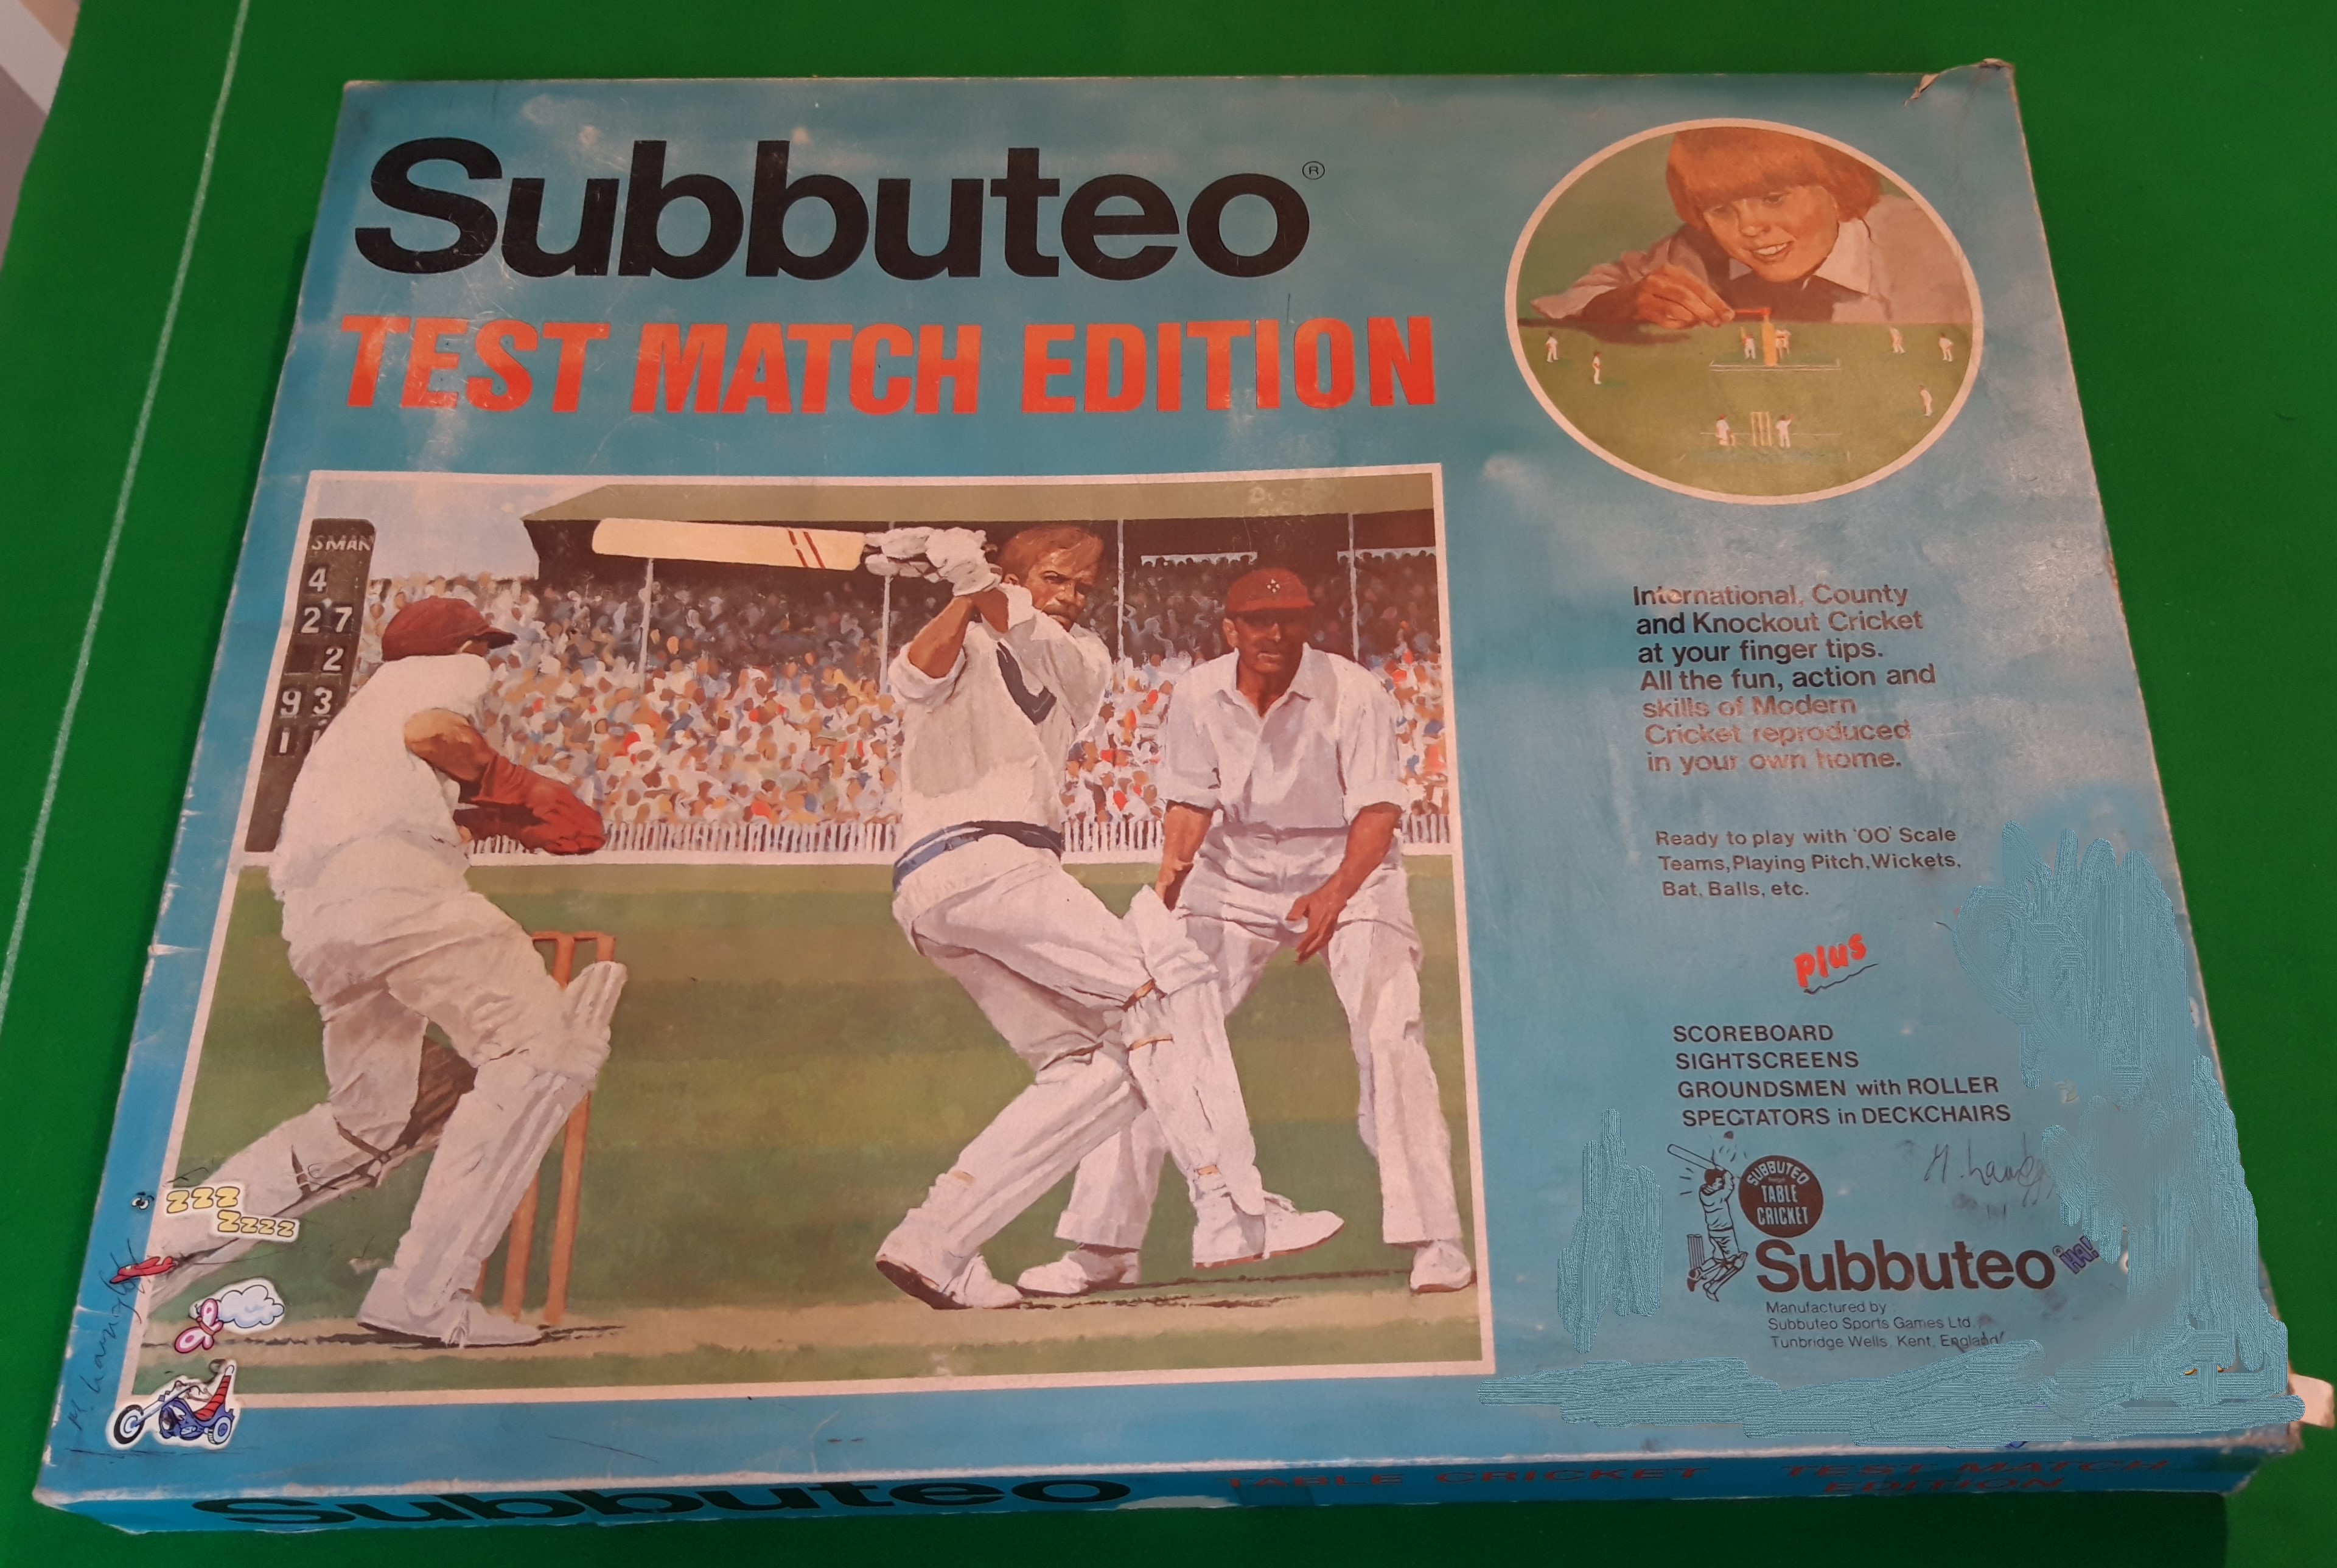 Subbuteo®
TEST MATCH EDITION
SMAN
4
27
2
93
1
International, County
and Knockout Cricket
at your finger tips.
All the fun, action and
skills of Modern
Cricket reproduced
in your own home.
Ready to play with 'OO' Scale
Teams, Playing Pitch, Wickets,
Bat, Balls, etc.
plus
SCOREBOARD
SIGHTSCREENS
GROUNDSMEN with ROLLER
SPECTATORS in DECKCHAIRS
SUBBUTEO
TABLE
CRICKET
Subbuteo®
Ha!
Manufactured by
Subbuteo Sports Games Ltd.
Tunbridge Wells, Kent, England
ZZZ
ZZZZ
Subbuteo TABLE CRICKET TEST MATCH
EDITION